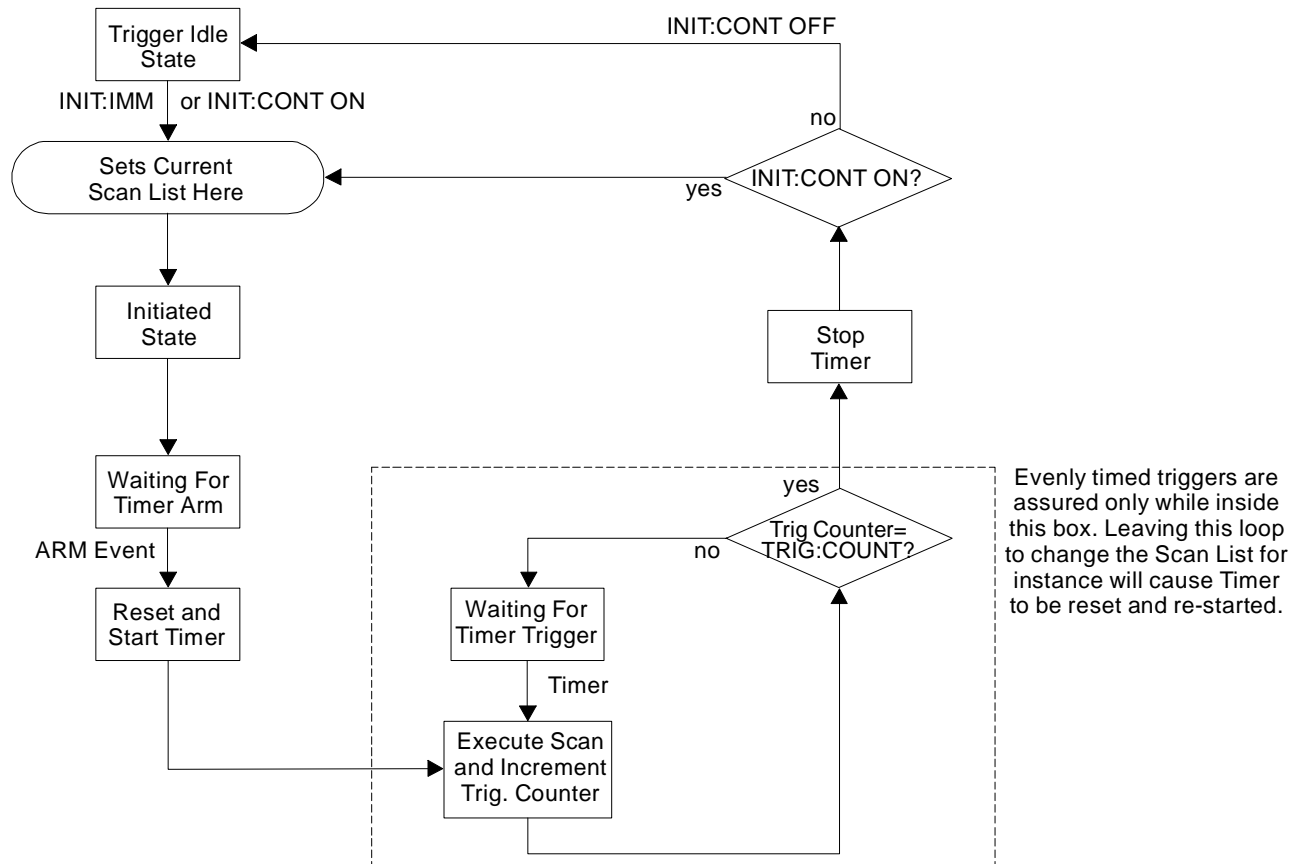 Trigger Idle
State
INIT:CONT OFF
INIT:IMM or INIT:CONT ON
no
Sets Current
Scan List Here
yes
INIT:CONT ON?
Initiated
State
Stop
Timer
Waiting For
Timer Arm
ARM Event
Reset and
Start Timer
yes
Trig Counter=
TRIG:COUNT?
no
Waiting For
Timer Trigger
Timer
Execute Scan
and Increment
Trig. Counter
Evenly timed triggers are
assured only while inside
this box. Leaving this loop
to change the Scan List for
instance will cause Timer
to be reset and re-started.